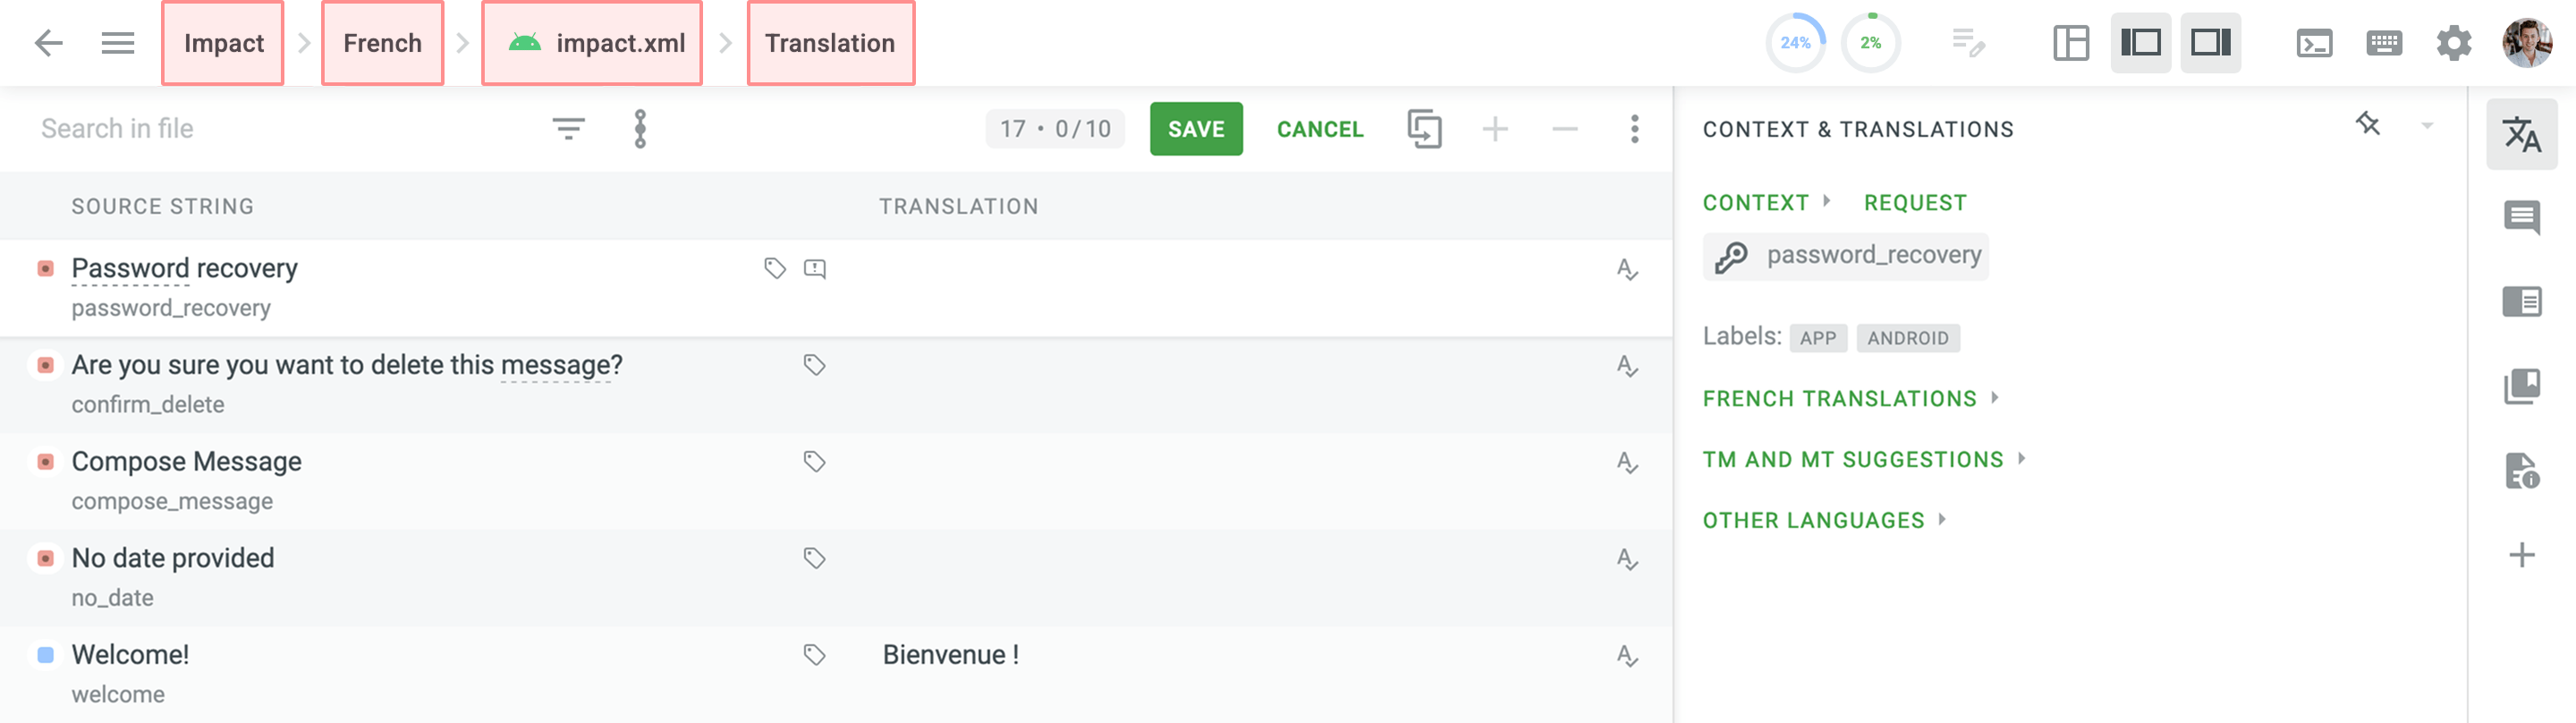 Impact French impact.xml Translation 24% 2%
Search in file 17 • 0/10 SAVE CANCEL
SOURCE STRING TRANSLATION
Password recovery
password_recovery
Are you sure you want to delete this message?
confirm_delete
Compose Message
compose_message
No date provided
no_date
Welcome! Bienvenue !
welcome
CONTEXT & TRANSLATIONS
CONTEXT REQUEST
password_recovery
Labels: APP ANDROID
FRENCH TRANSLATIONS
TM AND MT SUGGESTIONS
OTHER LANGUAGES